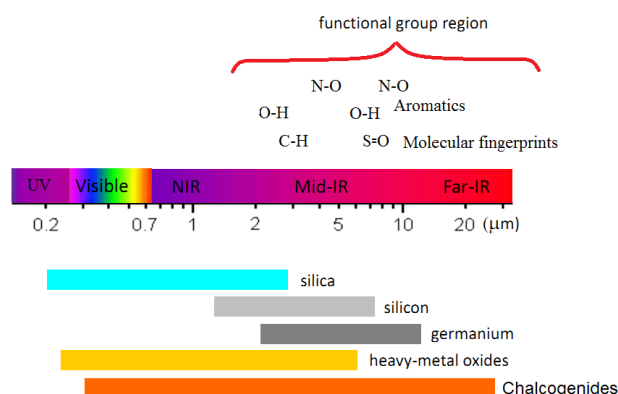 functional group region
N-O N-O
O-H O-H Aromatics
C-H S=O Molecular fingerprints
UV Visible NIR Mid-IR Far-IR
0.2 0.7 1 2 5 10 20 (μm)
silica
silicon
germanium
heavy-metal oxides
Chalcogenides